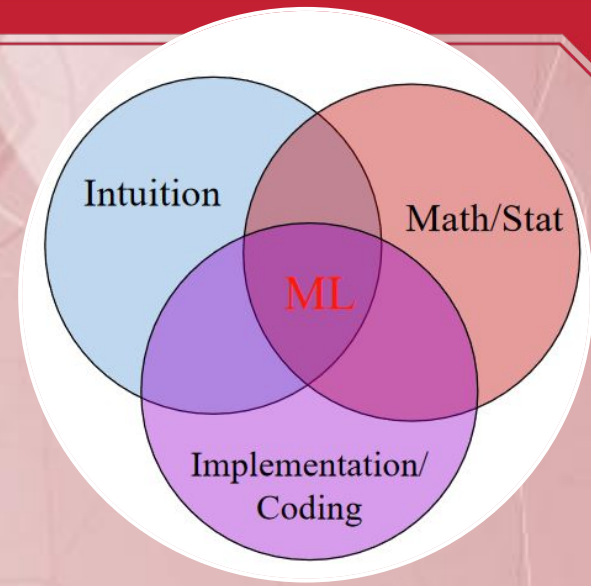 Intuition
Math/Stat
ML
Implementation/
Coding